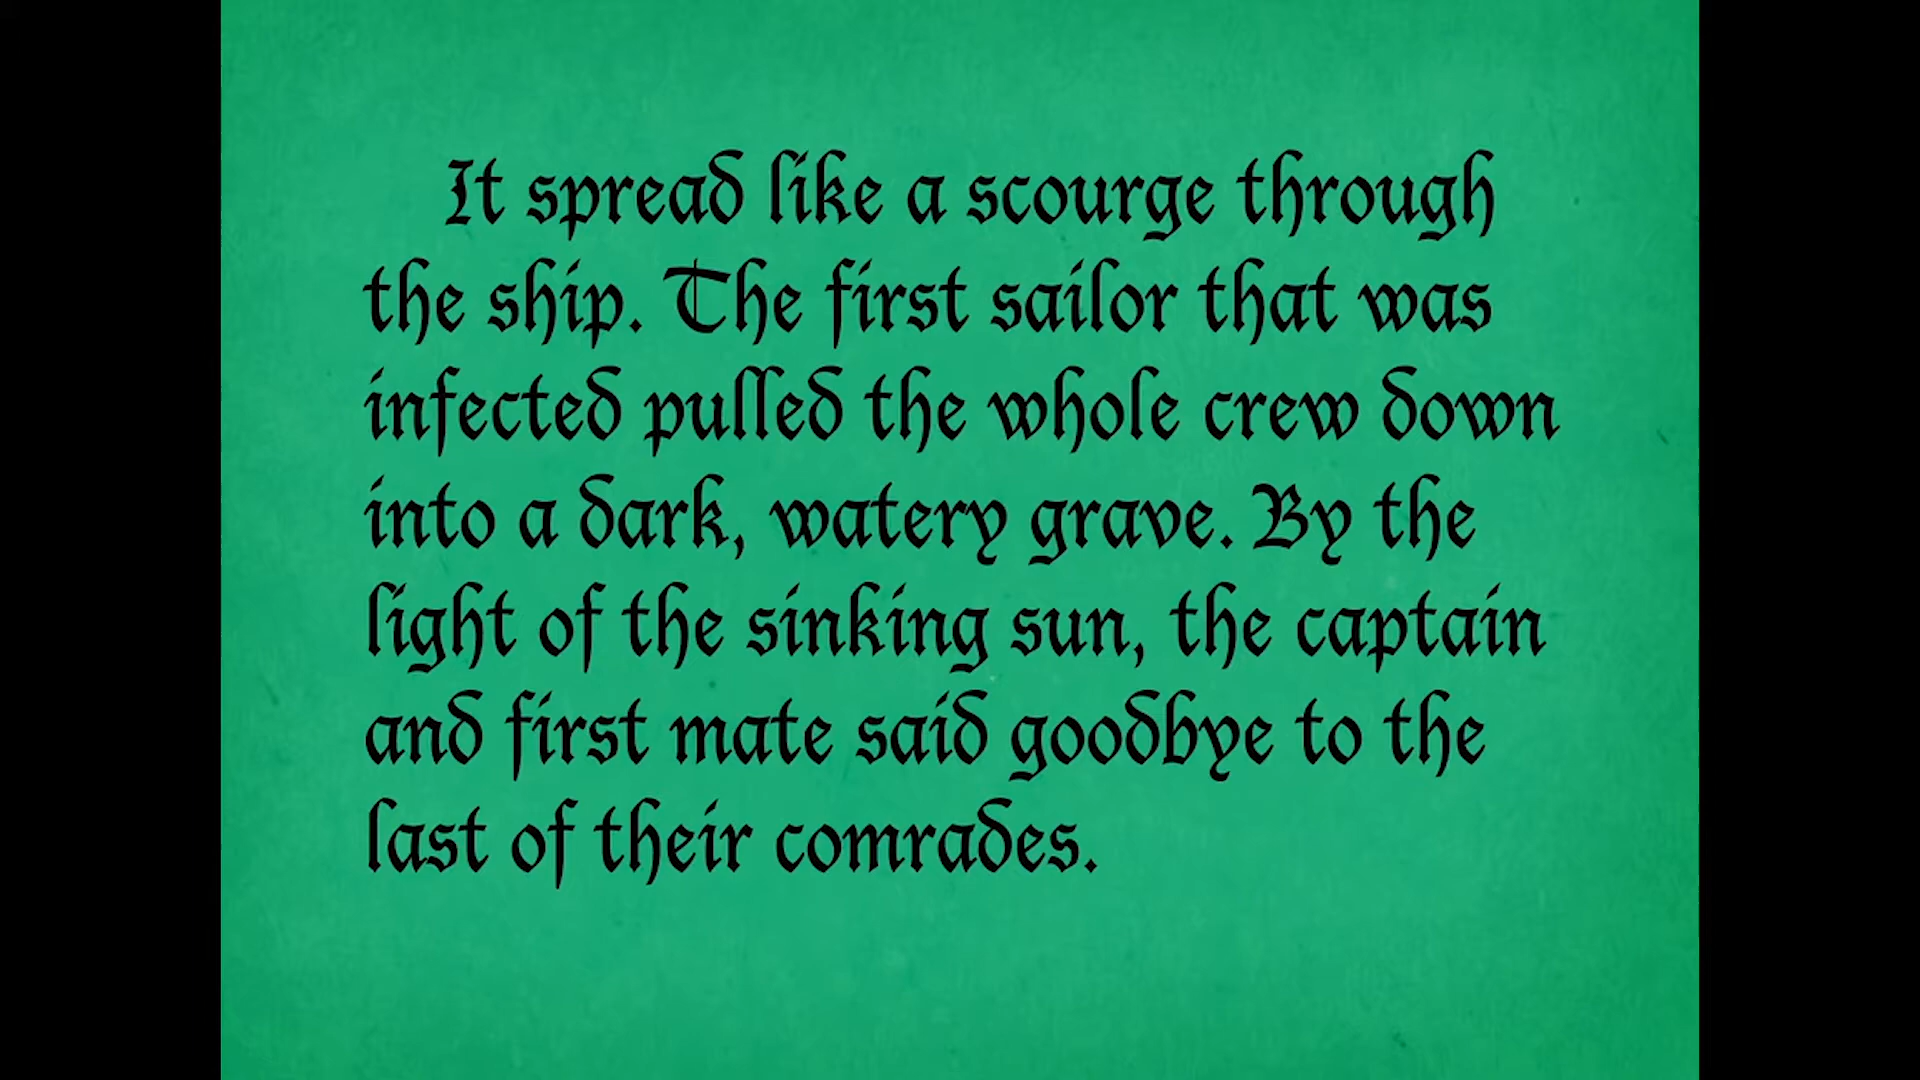 It spread like a scourge through
the ship. The first sailor that was
infected pulled the whole crew down
into a dark, watery grave. By the
light of the sinking sun, the captain
and first mate said goodbye to the
last of their comrades.